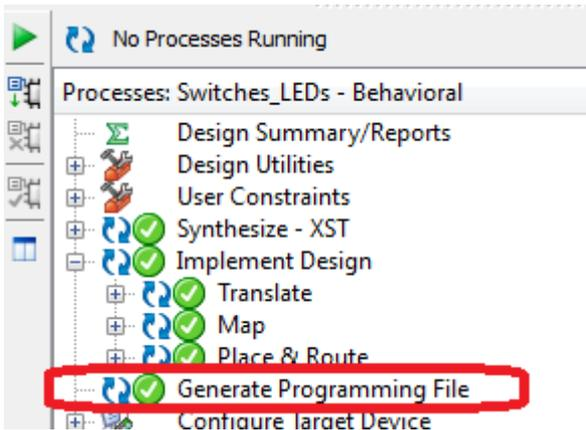 No Processes Running
Processes: Switches_LEDs - Behavioral
Design Summary/Reports
Design Utilities
User Constraints
Synthesize - XST
Implement Design
Translate
Map
Place & Route
Generate Programming File
Configure Target Device